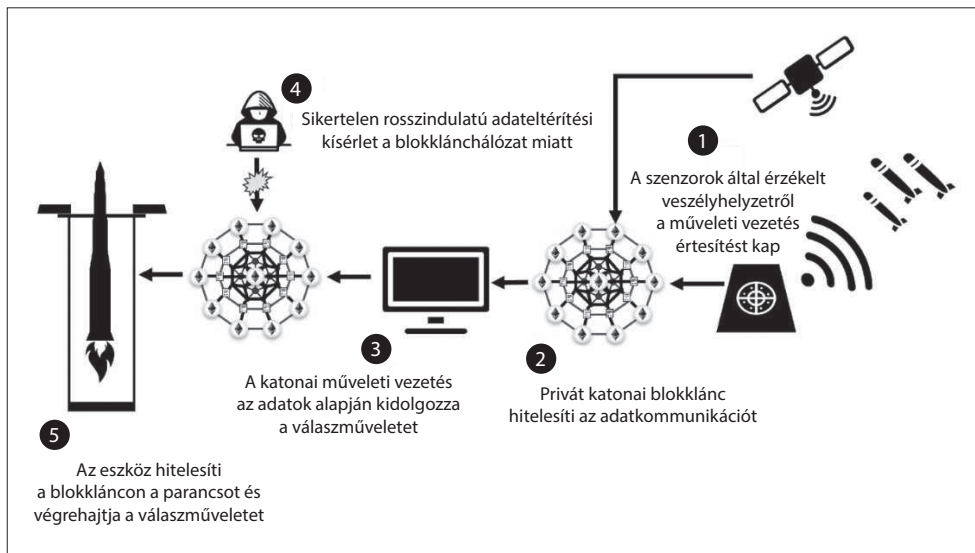 1
A szenzorok által érzékelt
veszélyhelyzetről
a műveleti vezetés
értesítést kap
2
Privát katonai blokklánc
hitelesíti az adatkommunikációt
3
A katonai műveleti vezetés
az adatok alapján kidolgozza
a válaszműveletet
4
Sikertelen rosszindulatú adateltérítési
kísérlet a blokklánchálózat miatt
5
Az eszköz hitelesíti
a blokkláncon a parancsot és
végrehajtja a válaszműveletet